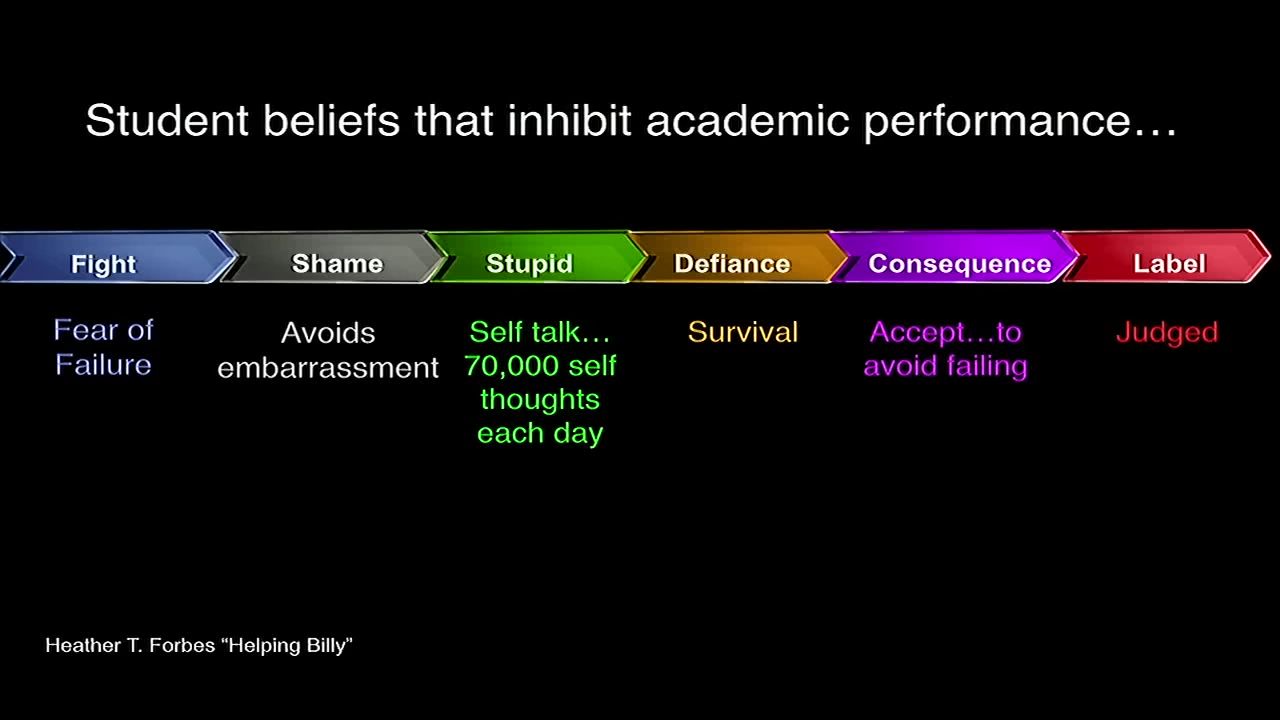 Student beliefs that inhibit academic performance…
Fight
Shame
Stupid
Defiance
Consequence
Label
Fear of
Failure
Avoids
embarrassment
Self talk…
70,000 self
thoughts
each day
Survival
Accept…to
avoid failing
Judged
Heather T. Forbes “Helping Billy”